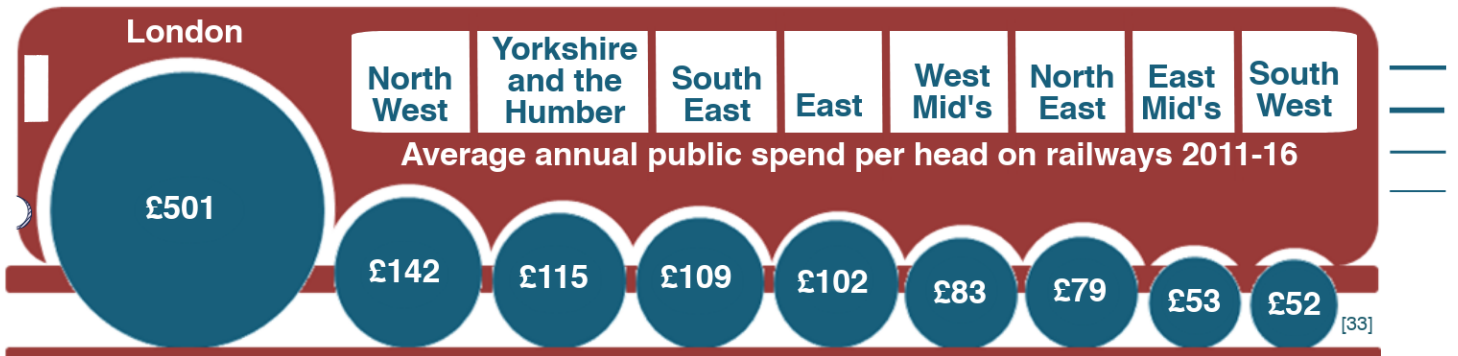 London
North
West
Yorkshire
and the
Humber
South
East
East
West
Mid's
North
East
East
Mid's
South
West
Average annual public spend per head on railways 2011-16
£501
£142
£115
£109
£102
£83
£79
£53
£52
[33]